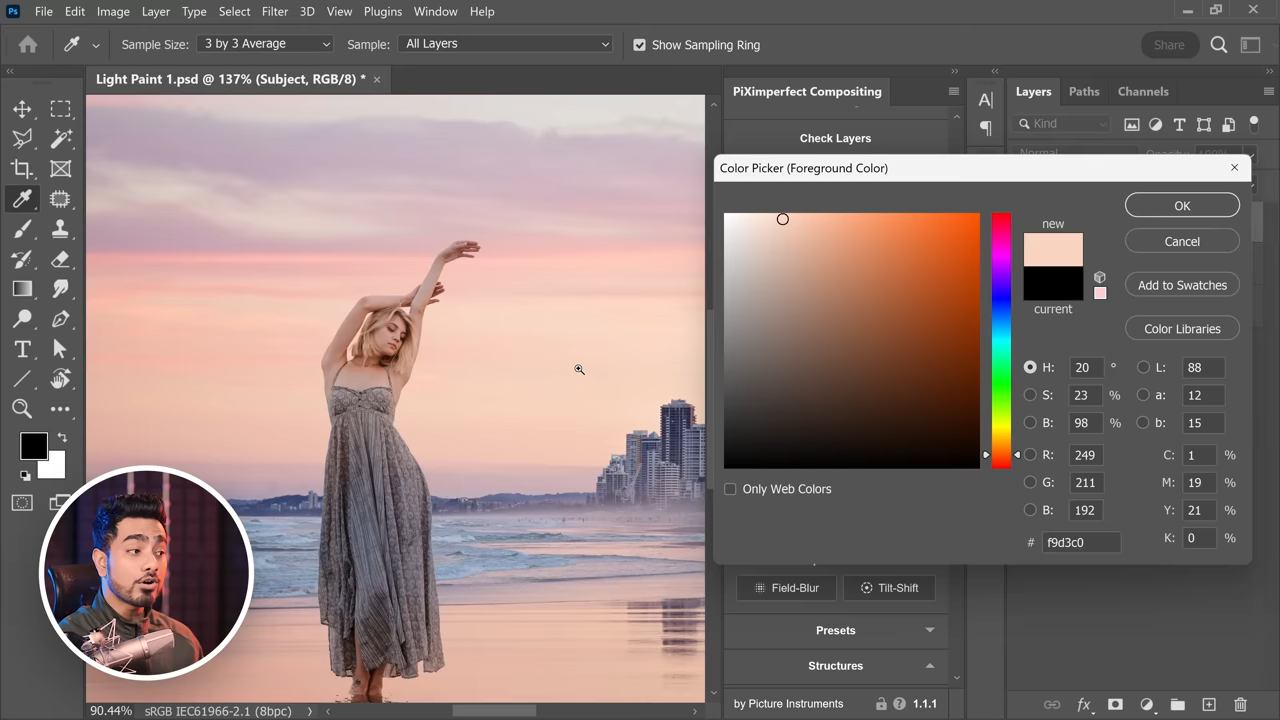 Ps File Edit Image Layer Type Select Filter 3D View Plugins Window Help
Sample Size: 3 by 3 Average Sample: All Layers Show Sampling Ring Share
Light Paint 1.psd @ 137% (Subject, RGB/8) * ×
PiXimperfect Compositing
Layers Paths Channels
Check Layers
Kind
Normal
Color Picker (Foreground Color)
new
current
OK
Cancel
Add to Swatches
Color Libraries
H: 20 ° L: 88
S: 23 % a: 12
B: 98 % b: 15
R: 249 C: 1 %
G: 211 M: 19 %
B: 192 Y: 21 %
# f9d3c0 K: 0 %
Only Web Colors
Field-Blur Tilt-Shift
Presets
Structures
by Picture Instruments 1.1.1
90.44% sRGB IEC61966-2.1 (8bpc)